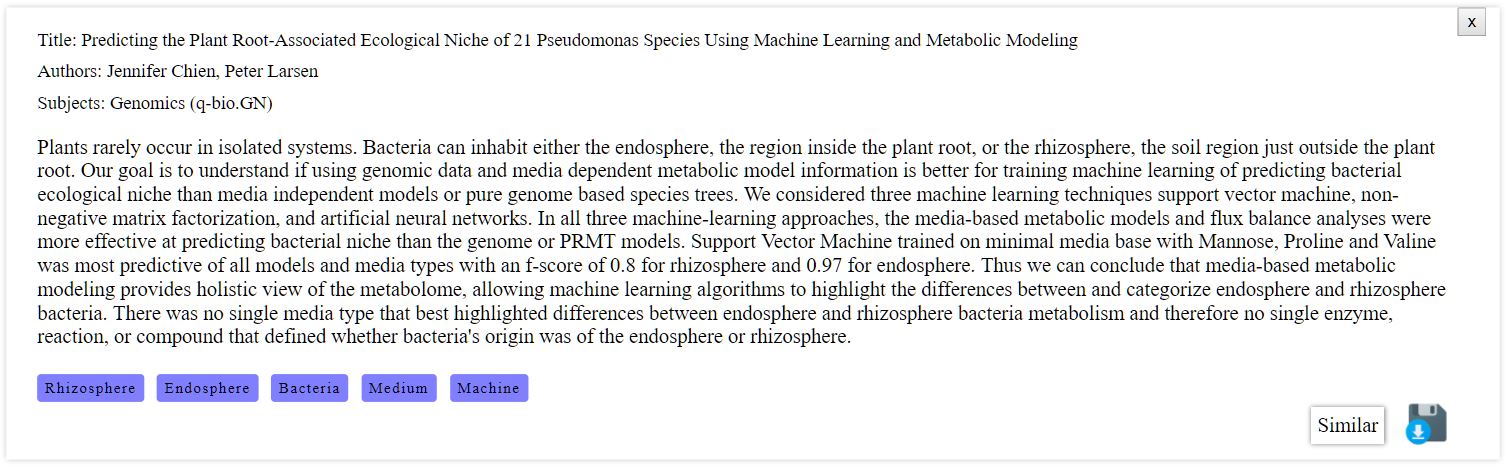 x
Title: Predicting the Plant Root-Associated Ecological Niche of 21 Pseudomonas Species Using Machine Learning and Metabolic Modeling
Authors: Jennifer Chien, Peter Larsen
Subjects: Genomics (q-bio.GN)
Plants rarely occur in isolated systems. Bacteria can inhabit either the endosphere, the region inside the plant root, or the rhizosphere, the soil region just outside the plant
root. Our goal is to understand if using genomic data and media dependent metabolic model information is better for training machine learning of predicting bacterial
ecological niche than media independent models or pure genome based species trees. We considered three machine learning techniques support vector machine, non-
negative matrix factorization, and artificial neural networks. In all three machine-learning approaches, the media-based metabolic models and flux balance analyses were
more effective at predicting bacterial niche than the genome or PRMT models. Support Vector Machine trained on minimal media base with Mannose, Proline and Valine
was most predictive of all models and media types with an f-score of 0.8 for rhizosphere and 0.97 for endosphere. Thus we can conclude that media-based metabolic
modeling provides holistic view of the metabolome, allowing machine learning algorithms to highlight the differences between and categorize endosphere and rhizosphere
bacteria. There was no single media type that best highlighted differences between endosphere and rhizosphere bacteria metabolism and therefore no single enzyme,
reaction, or compound that defined whether bacteria's origin was of the endosphere or rhizosphere.
Rhizosphere Endosphere Bacteria Medium Machine
Similar